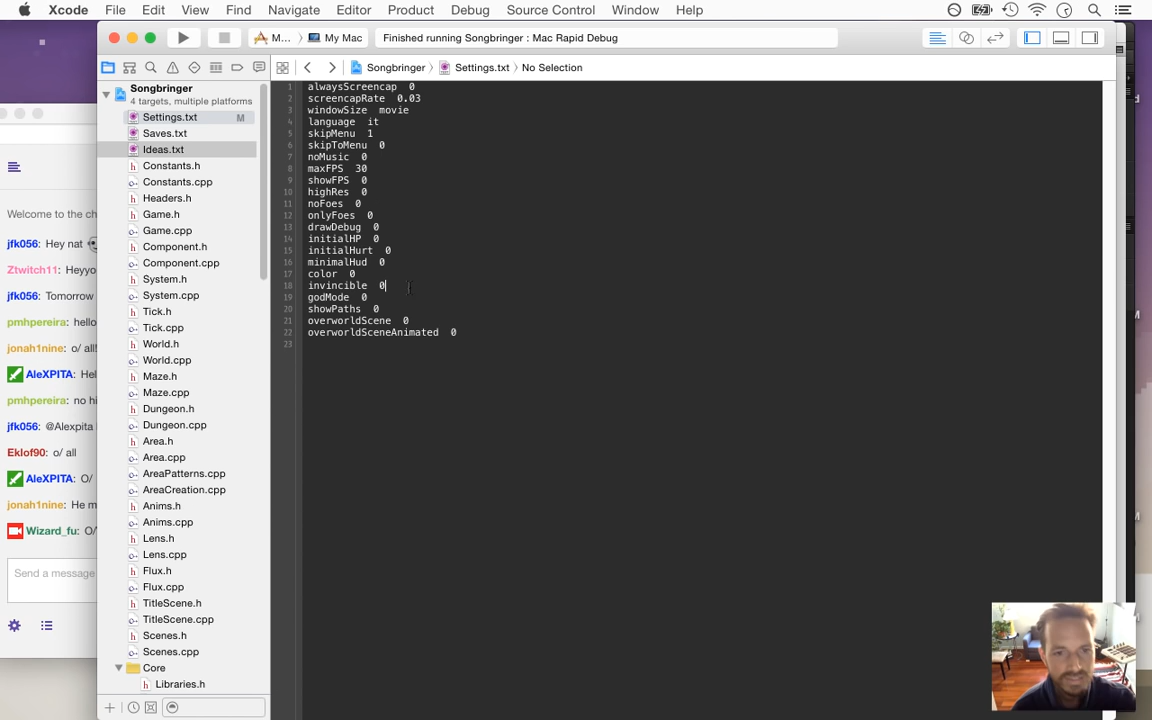 Xcode File Edit View Find Navigate Editor Product Debug Source Control Window Help
M... My Mac Finished running Songbringer : Mac Rapid Debug
Songbringer Settings.txt No Selection
Songbringer
4 targets, multiple platforms
Settings.txt M
Saves.txt
Ideas.txt
Constants.h
Constants.cpp
Headers.h
Game.h
Game.cpp
Component.h
Component.cpp
System.h
System.cpp
Tick.h
Tick.cpp
World.h
World.cpp
Maze.h
Maze.cpp
Dungeon.h
Dungeon.cpp
Area.h
Area.cpp
AreaPatterns.cpp
AreaCreation.cpp
Anims.h
Anims.cpp
Lens.h
Lens.cpp
Flux.h
Flux.cpp
TitleScene.h
TitleScene.cpp
Scenes.h
Scenes.cpp
Core
Libraries.h
1 alwaysScreencap 0
2 screencapRate 0.03
3 windowSize movie
4 language it
5 skipMenu 1
6 skipToMenu 0
7 noMusic 0
8 maxFPS 30
9 showFPS 0
10 highRes 0
11 noFoes 0
12 onlyFoes 0
13 drawDebug 0
14 initialHP 0
15 initialHurt 0
16 minimalHud 0
17 color 0
18 invincible 0
19 godMode 0
20 showPaths 0
21 overworldScene 0
22 overworldSceneAnimated 0
23
Welcome to the ch
jfk056: Hey nat
Ztwitch11: Heyyo
jfk056: Tomorrow
pmhpereira: hello
jonah1nine: o/ all!
AleXPITA: Hel
pmhpereira: no hi
jfk056: @Alexpita
Eklof90: o/ all
AleXPITA: O/
jonah1nine: He m
Wizard_fu: O/
Send a message